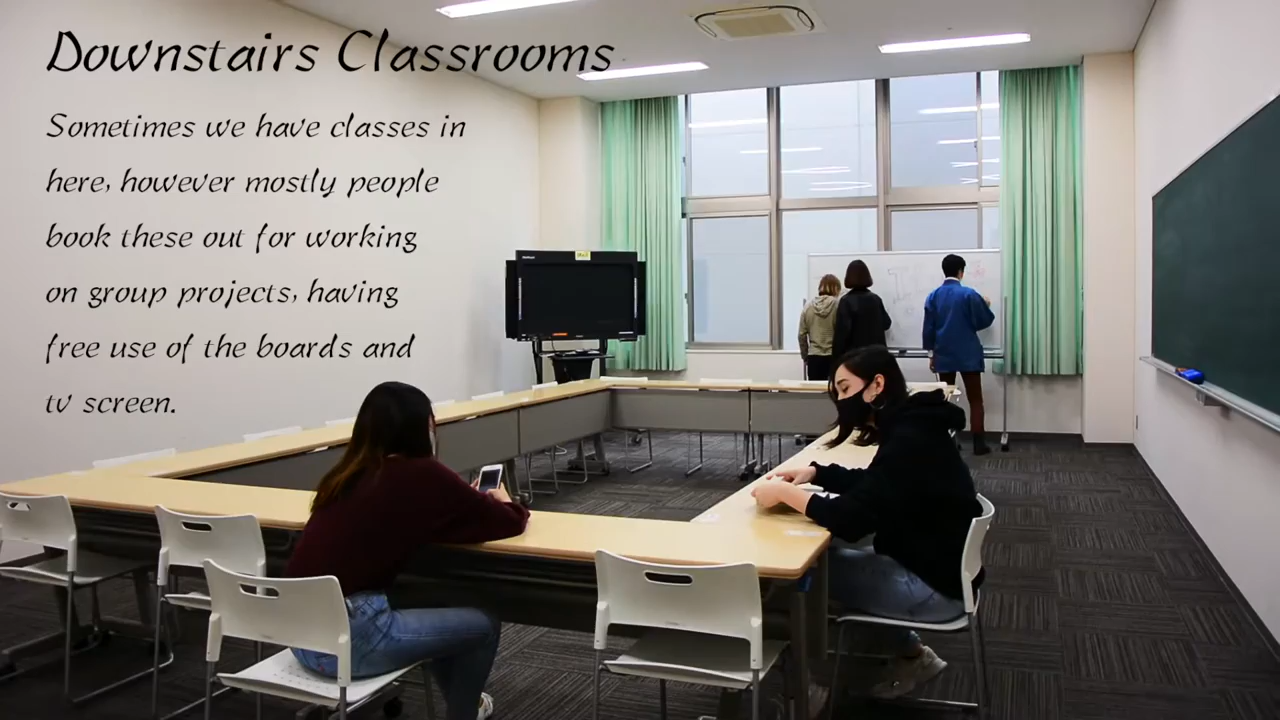 Downstairs Classrooms
Sometimes we have classes in
here, however mostly people
book these out for working
on group projects, having
free use of the boards and
tv screen.